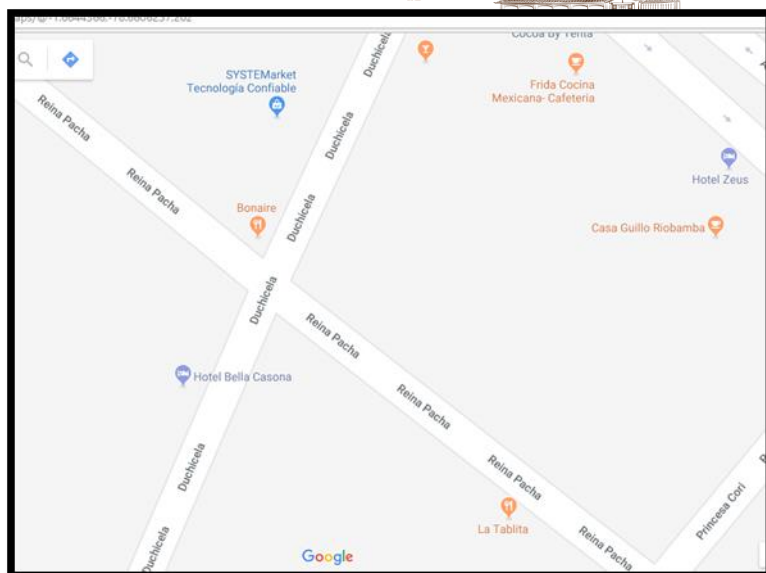 Cocoa by Yenta
Duchicela
SYSTEMarket
Tecnología Confiable
Frida Cocina
Mexicana- Cafeteria
Reina Pacha
Duchicela
Hotel Zeus
Reina Pacha
Bonaire
Duchicela
Casa Guillo Riobamba
Duchicela
Reina Pacha
Hotel Bella Casona
Reina Pacha
Duchicela
Reina Pacha
Princesa Cori
La Tablita
Reina Pacha
Duchicela
Google